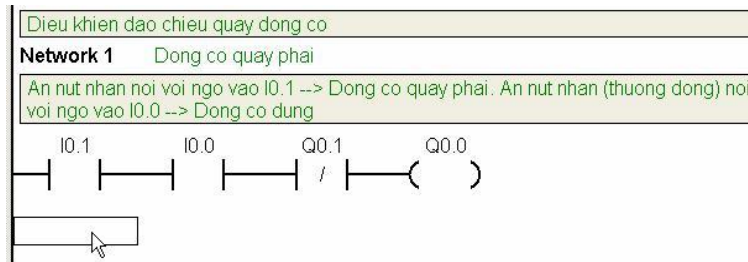 Dieu khien dao chieu quay dong co
Network 1 Dong co quay phai
An nut nhan noi voi ngo vao I0.1 --> Dong co quay phai. An nut nhan (thuong dong) noi
voi ngo vao I0.0 --> Dong co dung
I0.1 I0.0 Q0.1 Q0.0
/